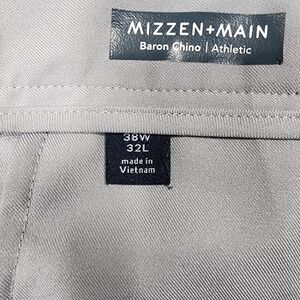 MIZZEN+MAIN
Baron Chino | Athletic
38W
32L
made in
Vietnam